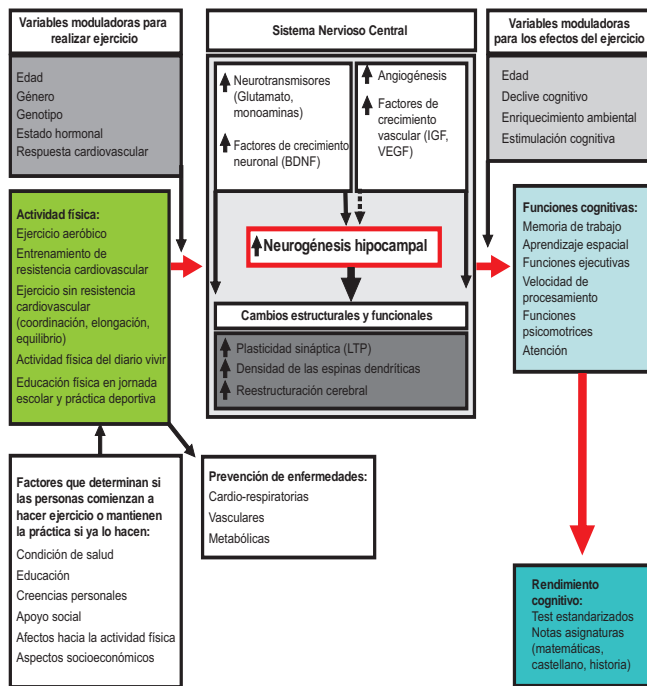 Variables moduladoras para
realizar ejercicio
Edad
Género
Genotipo
Estado hormonal
Respuesta cardiovascular
Actividad física:
Ejercicio aeróbico
Entrenamiento de
resistencia cardiovascular
Ejercicio sin resistencia
cardiovascular
(coordinación, elongación,
equilibrio)
Actividad física del diario vivir
Educación física en jornada
escolar y práctica deportiva
Factores que determinan si
las personas comienzan a
hacer ejercicio o mantienen
la práctica si ya lo hacen:
Condición de salud
Educación
Creencias personales
Apoyo social
Afectos hacia la actividad física
Aspectos socioeconómicos
Sistema Nervioso Central
Neurotransmisores
(Glutamato,
monoaminas)
Factores de crecimiento
neuronal (BDNF)
Angiogénesis
Factores de
crecimiento
vascular (IGF,
VEGF)
Neurogénesis hipocampal
Cambios estructurales y funcionales
Plasticidad sináptica (LTP)
Densidad de las espinas dendríticas
Reestructuración cerebral
Prevención de enfermedades:
Cardio-respiratorias
Vasculares
Metabólicas
Variables moduladoras
para los efectos del ejercicio
Edad
Declive cognitivo
Enriquecimiento ambiental
Estimulación cognitiva
Funciones cognitivas:
Memoria de trabajo
Aprendizaje espacial
Funciones ejecutivas
Velocidad de
procesamiento
Funciones
psicomotrices
Atención
Rendimiento
cognitivo:
Test estandarizados
Notas asignaturas
(matemáticas,
castellano, historia)